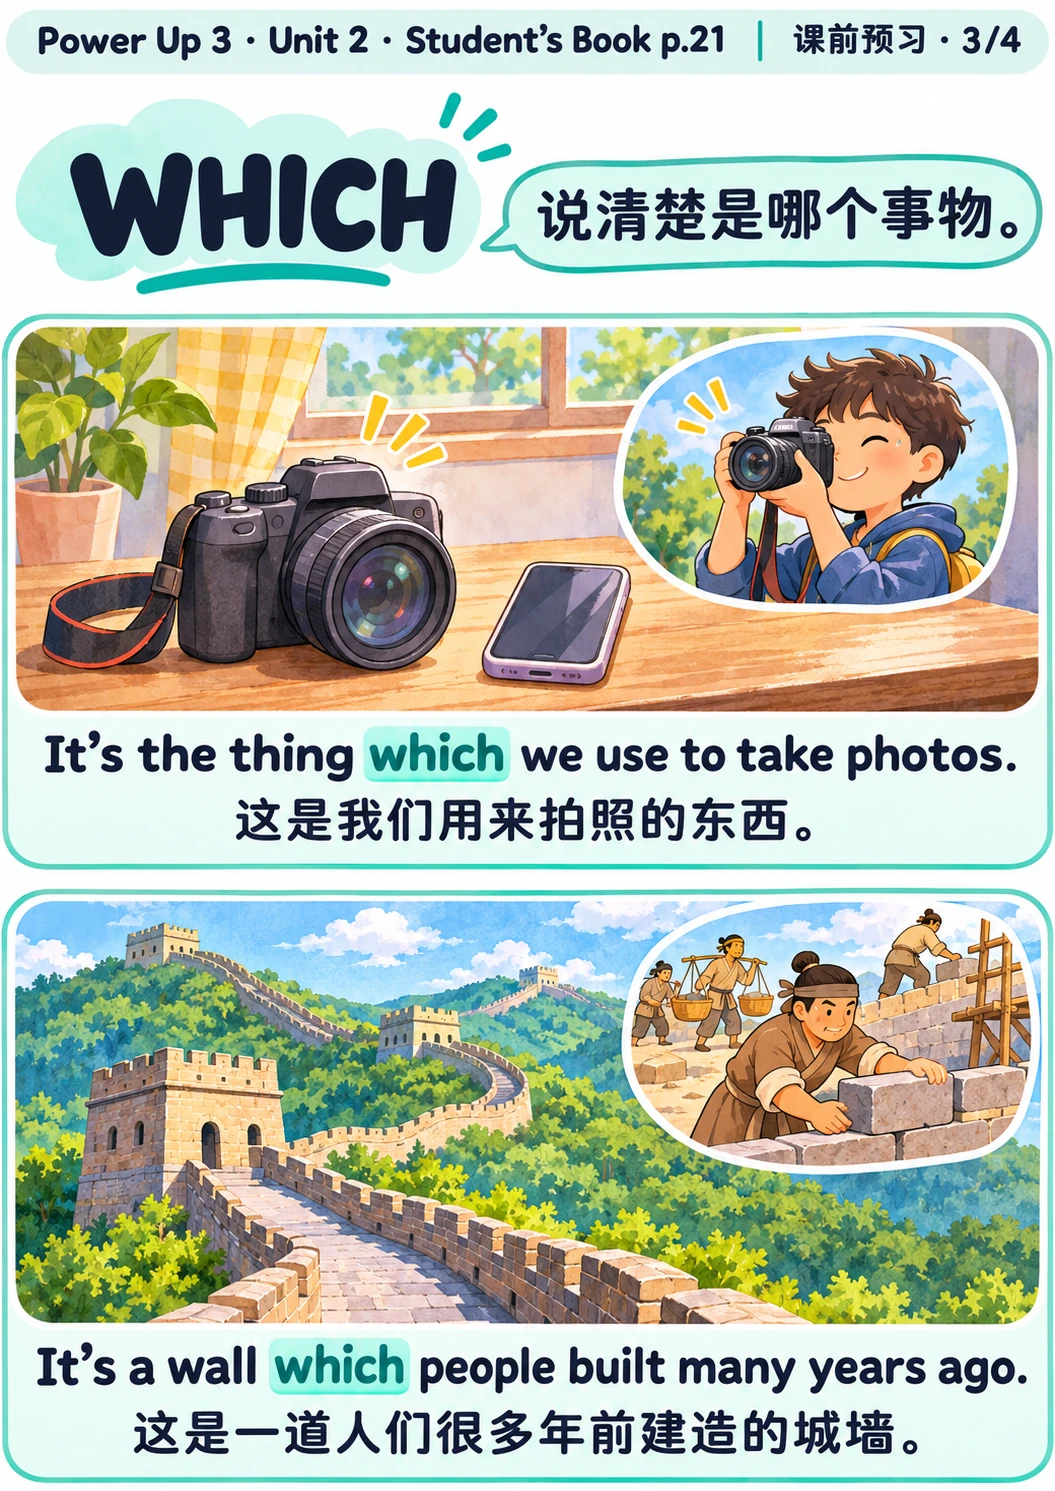 Power Up 3 · Unit 2 · Student’s Book p.21 | 课前预习 · 3/4
WHICH
说清楚是哪个事物。
It’s the thing which we use to take photos.
这是我们用来拍照的东西。
It’s a wall which people built many years ago.
这是一道人们很多年前建造的城墙。